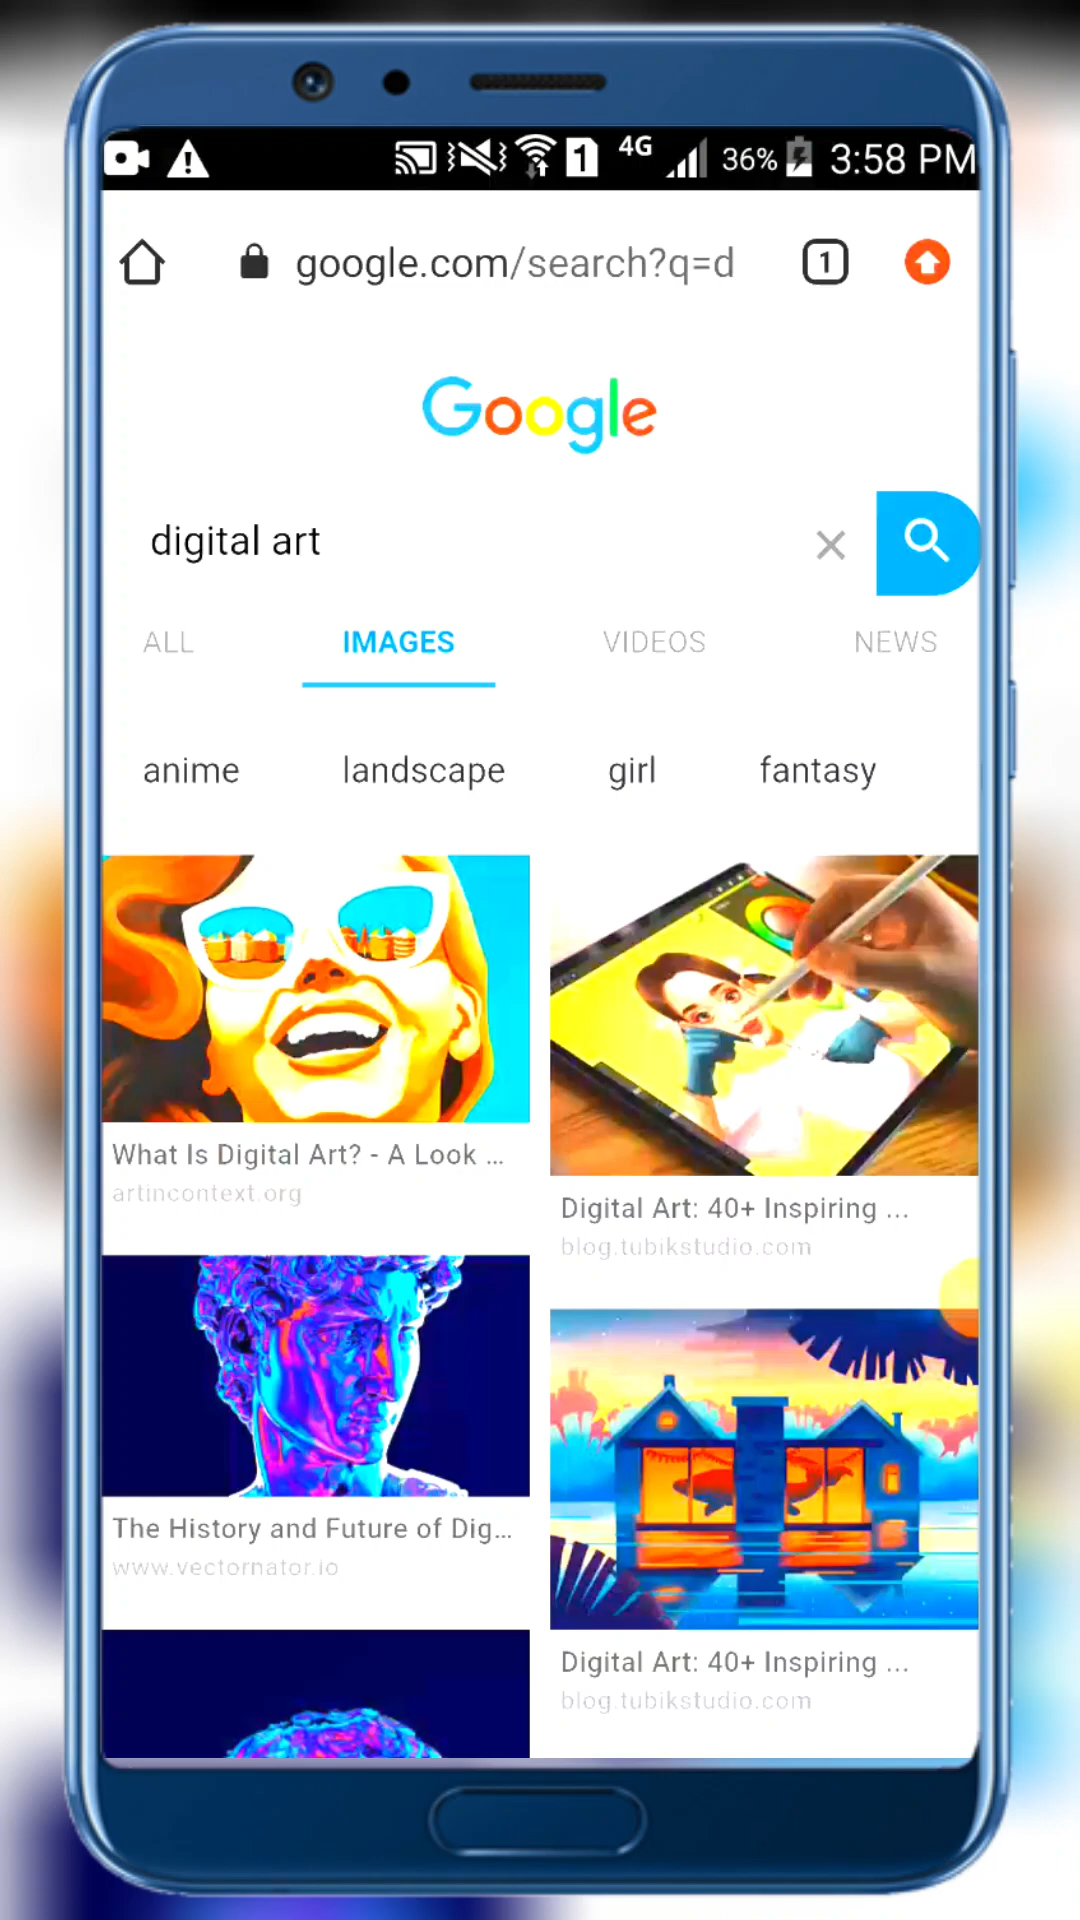 1 4G 36% 3:58 PM
google.com/search?q=d 1
Google
digital art
ALL IMAGES VIDEOS NEWS
anime landscape girl fantasy
What Is Digital Art? - A Look ...
artincontext.org
Digital Art: 40+ Inspiring ...
blog.tubikstudio.com
The History and Future of Dig...
www.vectornator.io
Digital Art: 40+ Inspiring ...
blog.tubikstudio.com